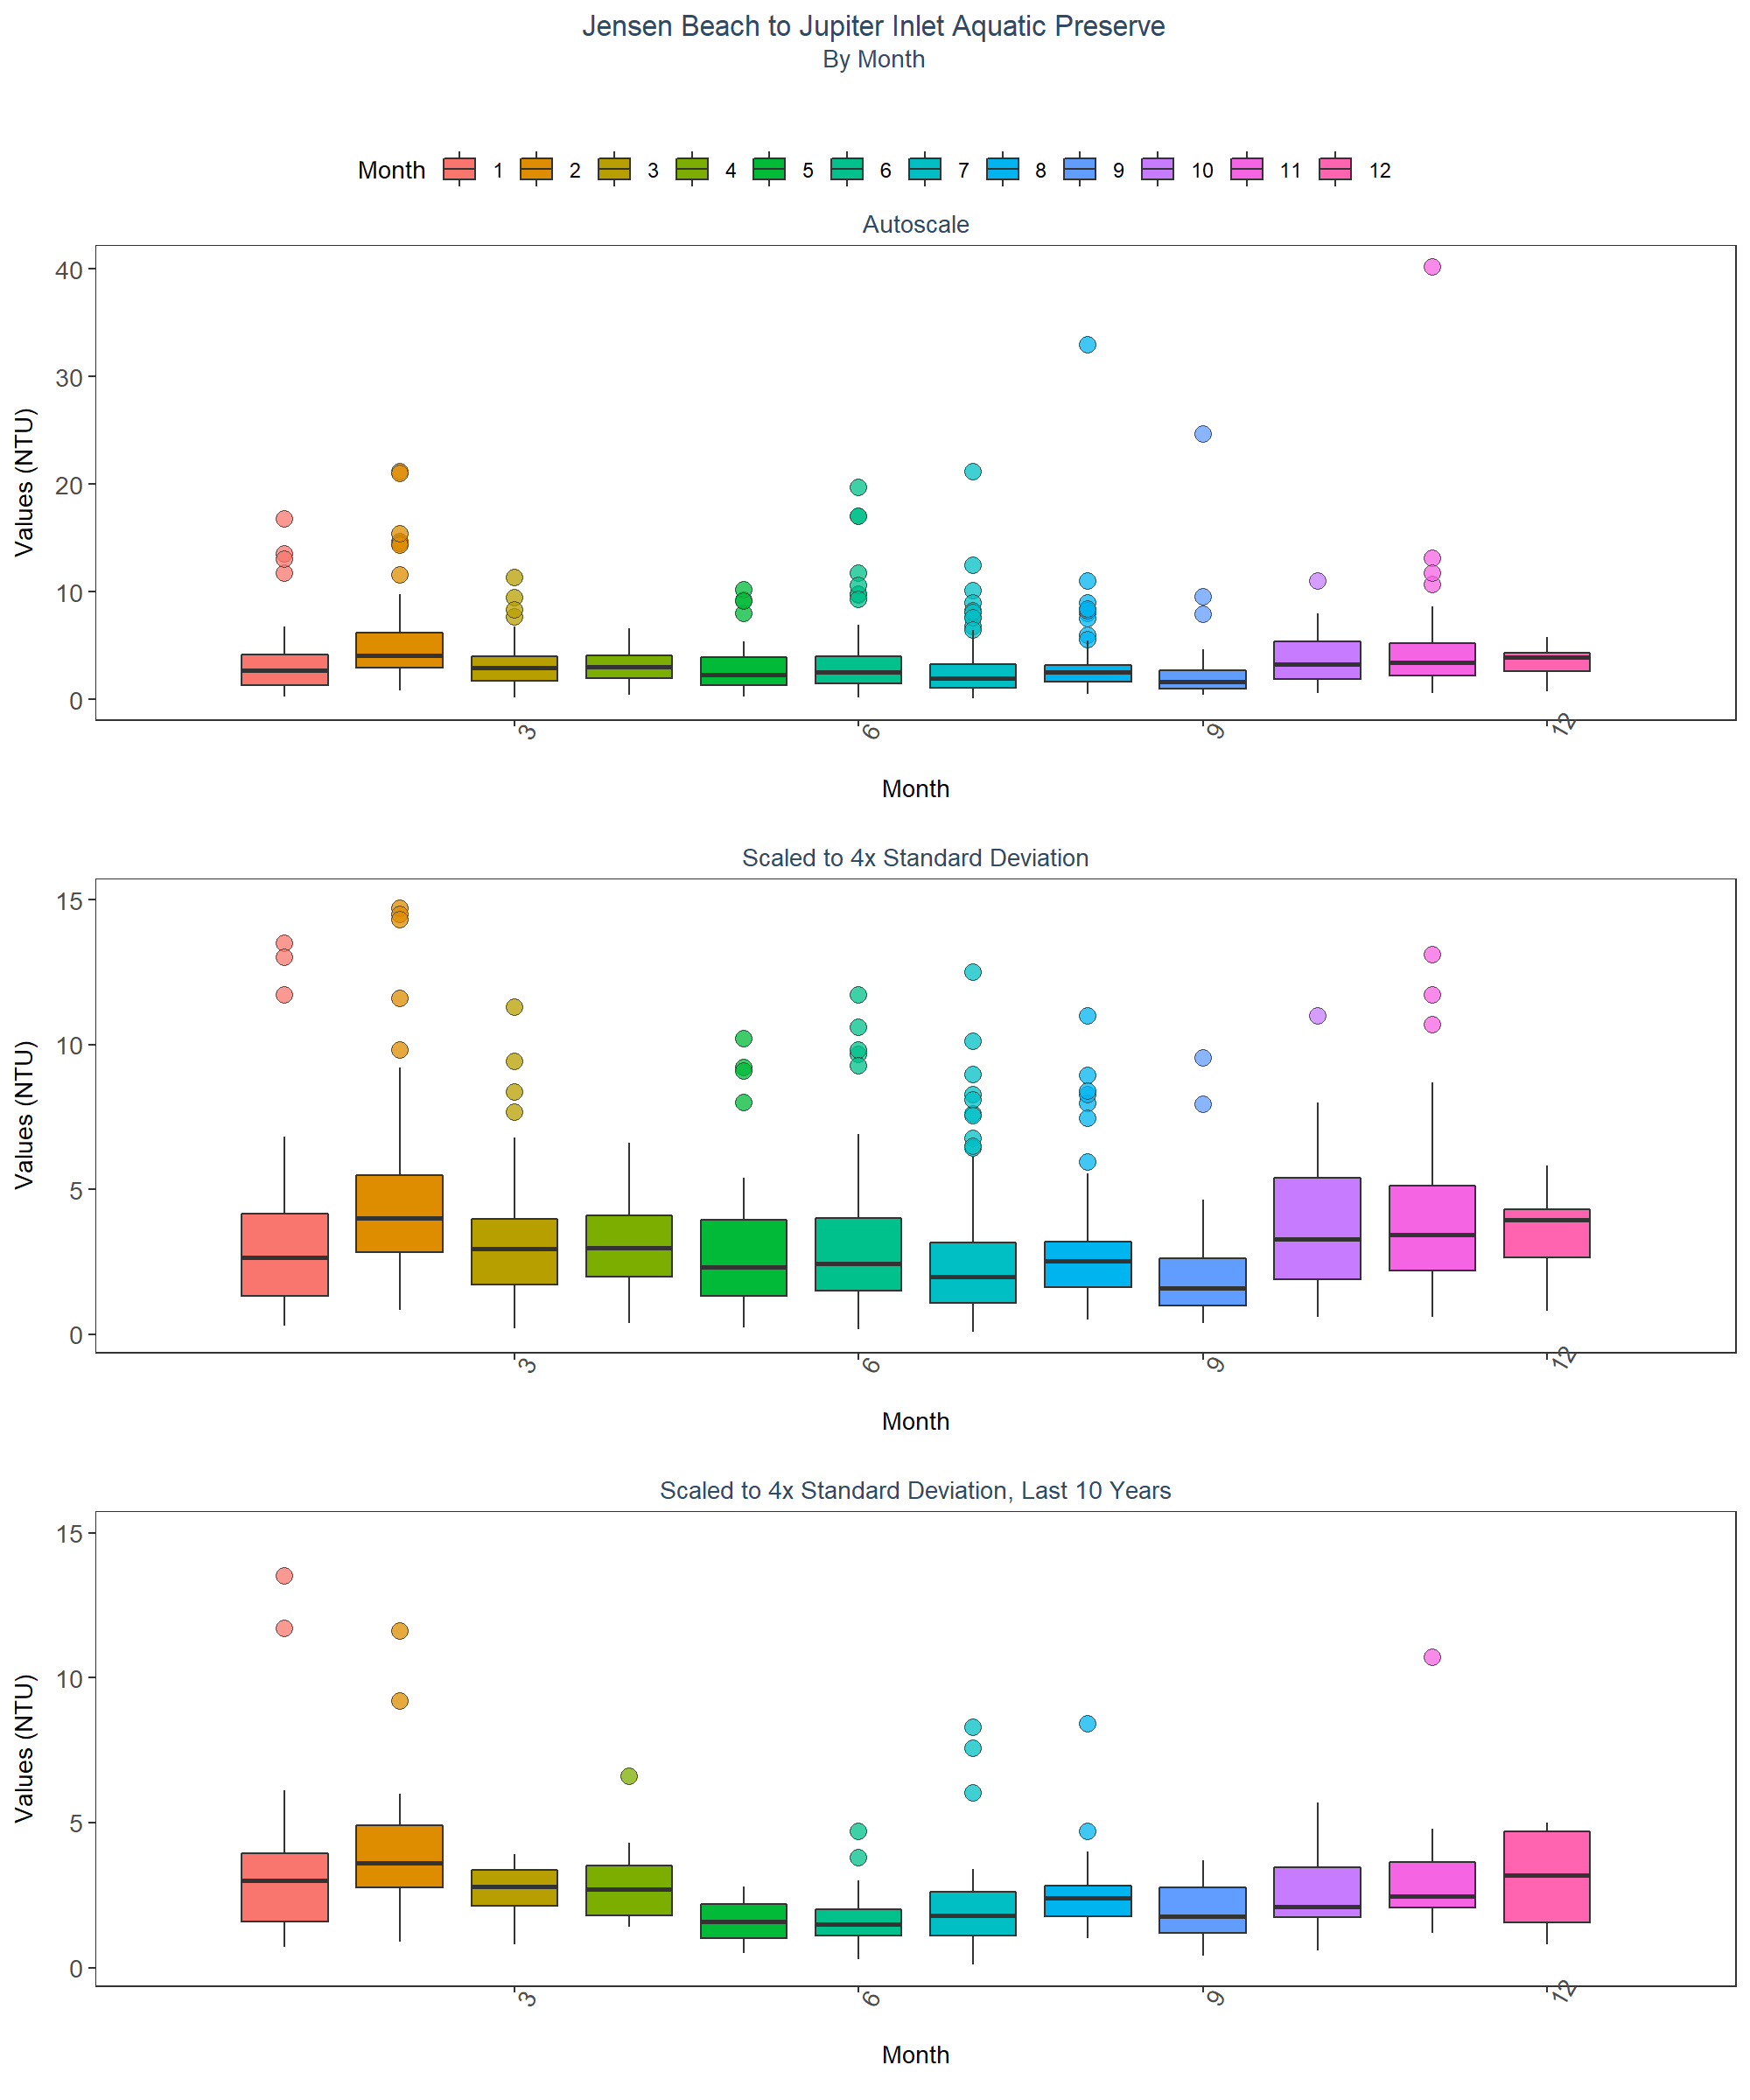 Jensen Beach to Jupiter Inlet Aquatic Preserve
By Month
Month 1 2 3 4 5 6 7 8 9 10 11 12
Autoscale
40
30
20
10
0
Values (NTU)
3 6 9 12
Month
Scaled to 4x Standard Deviation
15
10
5
0
Values (NTU)
3 6 9 12
Month
Scaled to 4x Standard Deviation, Last 10 Years
15
10
5
0
Values (NTU)
3 6 9 12
Month